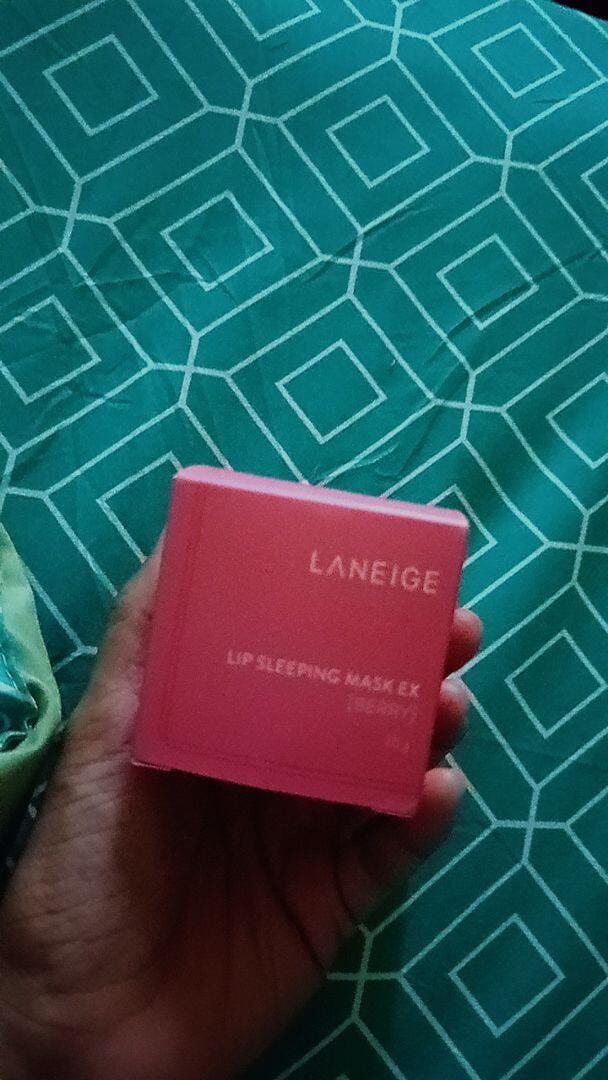 LANEIGE
LIP SLEEPING MASK EX
[BERRY]